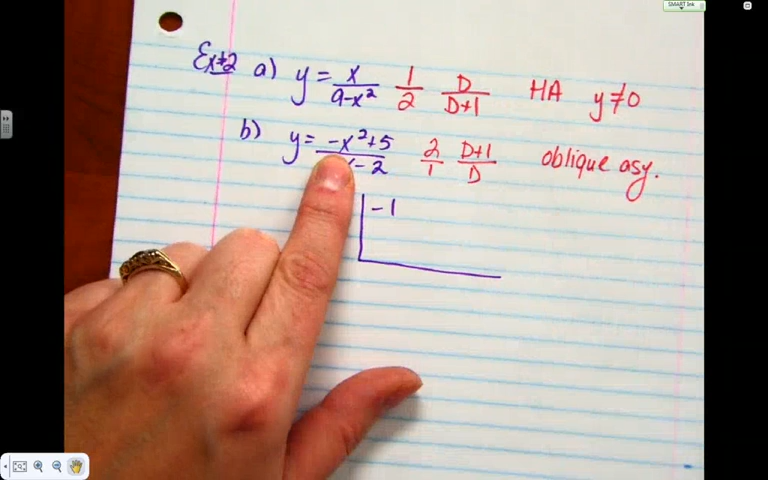 SMART Ink
Ex#2 a) y = x/(9-x²) 1/2 D/(D+1) HA y≠0
b) y = (-x²+5)/( -2) 2/1 (D+1)/D oblique asy.
-1